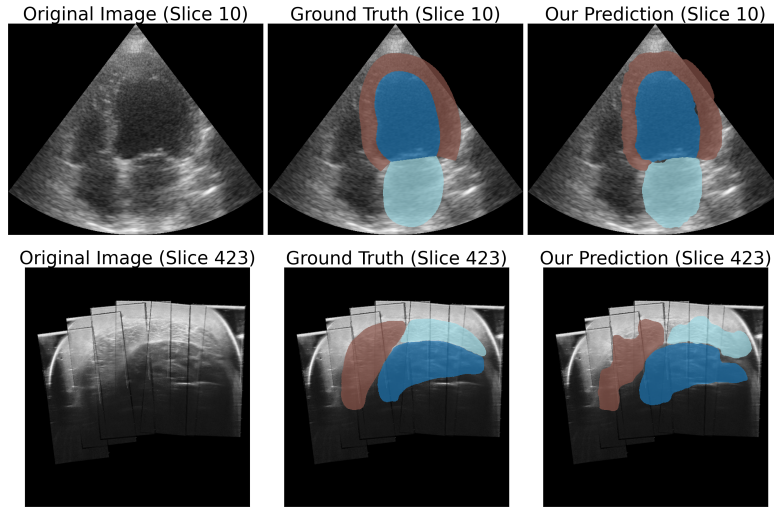 Original Image (Slice 10)
Ground Truth (Slice 10)
Our Prediction (Slice 10)
Original Image (Slice 423)
Ground Truth (Slice 423)
Our Prediction (Slice 423)